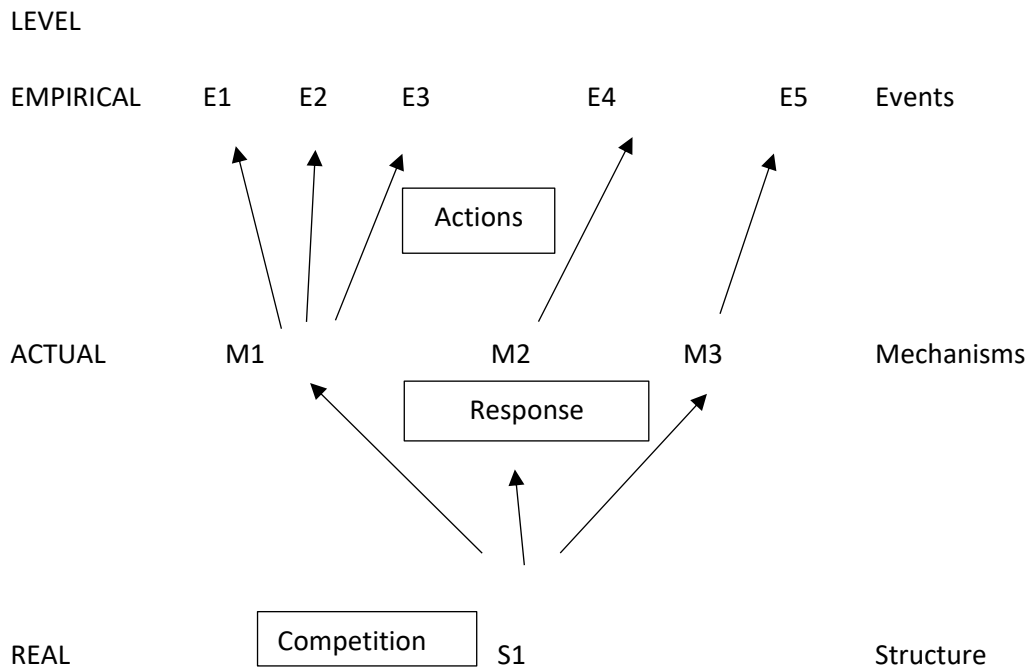 LEVEL
EMPIRICAL E1 E2 E3 E4 E5 Events
Actions
ACTUAL M1 M2 M3 Mechanisms
Response
Competition
REAL S1 Structure